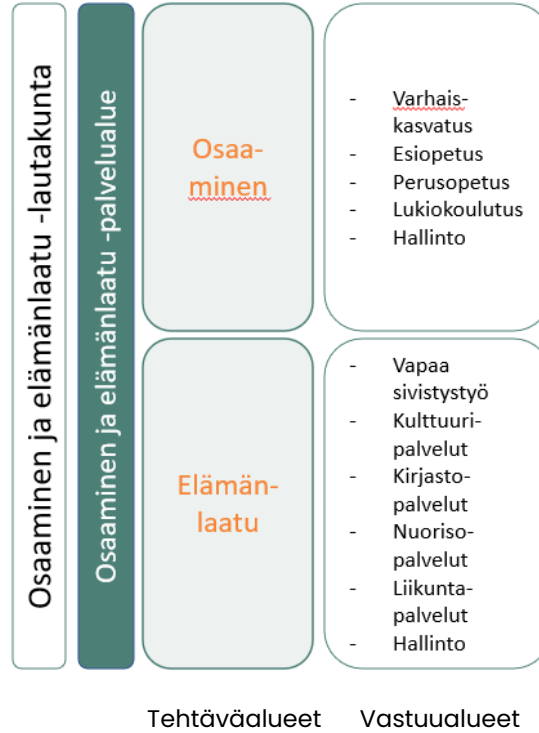 Osaaminen ja elämänlaatu -lautakunta
Osaaminen ja elämänlaatu -palvelualue
Osaa-
minen
- Varhais-
kasvatus
- Esiopetus
- Perusopetus
- Lukiokoulutus
- Hallinto
Elämän-
laatu
- Vapaa
sivistystyö
- Kulttuuri-
palvelut
- Kirjasto-
palvelut
- Nuoriso-
palvelut
- Liikunta-
palvelut
- Hallinto
Tehtäväalueet Vastuualueet